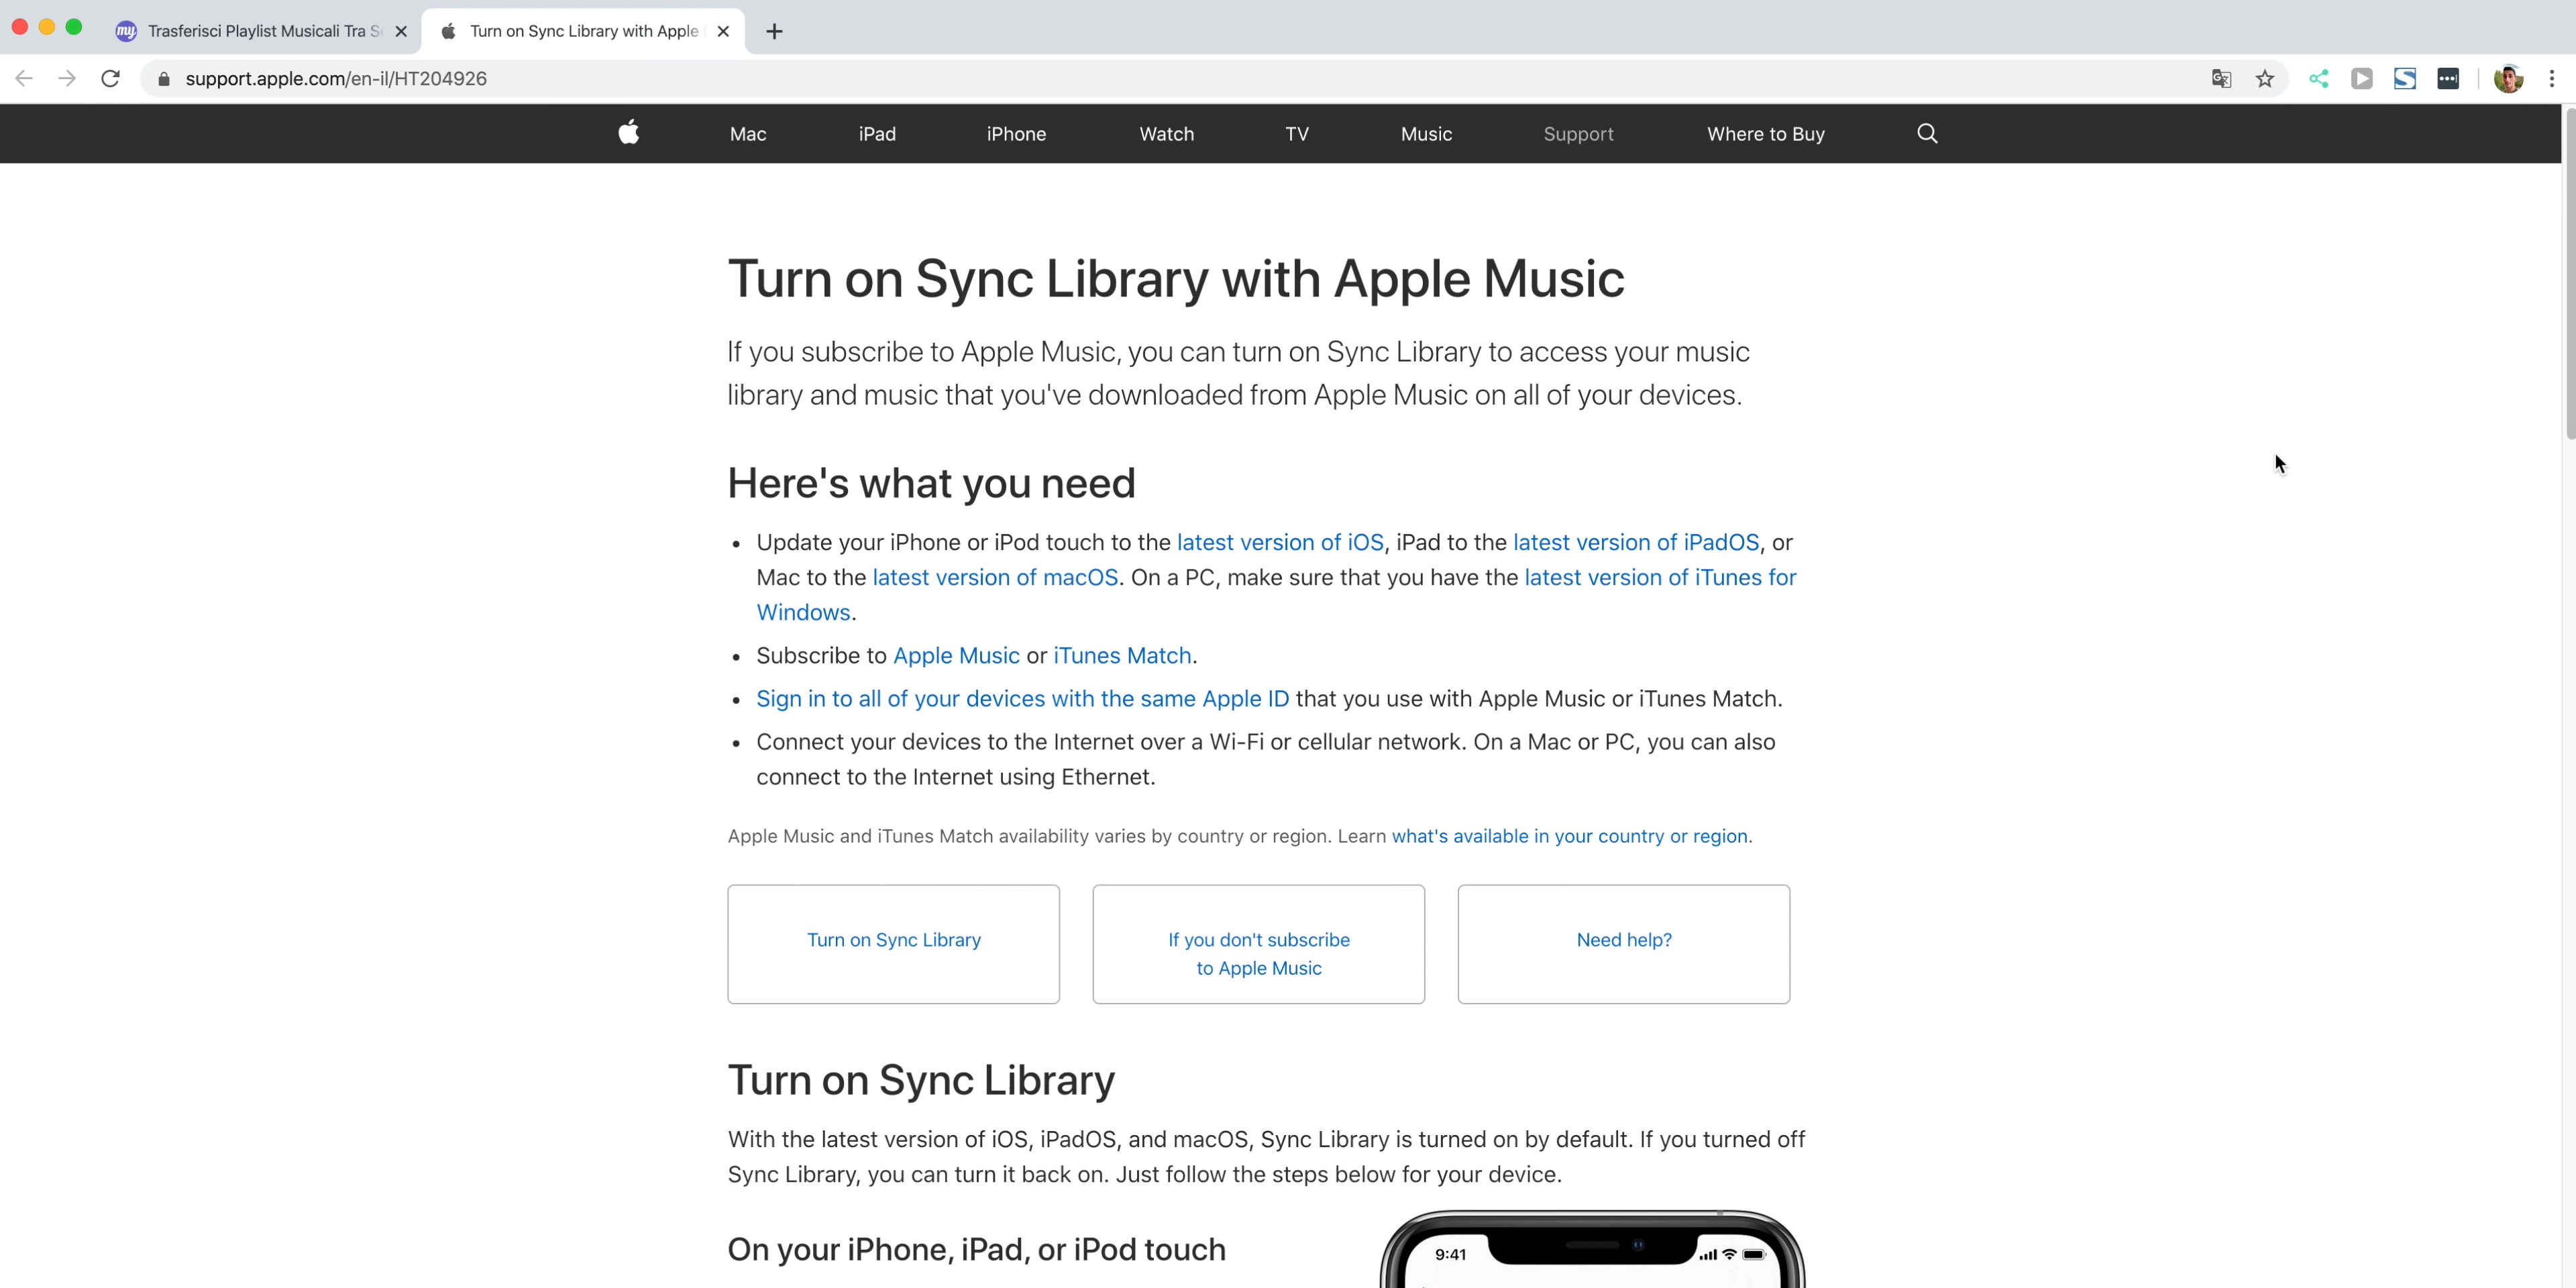 my Trasferisci Playlist Musicali Tra S
Turn on Sync Library with Apple
support.apple.com/en-il/HT204926
Mac iPad iPhone Watch TV Music Support Where to Buy
Turn on Sync Library with Apple Music
If you subscribe to Apple Music, you can turn on Sync Library to access your music
library and music that you've downloaded from Apple Music on all of your devices.
Here's what you need
• Update your iPhone or iPod touch to the latest version of iOS, iPad to the latest version of iPadOS, or
Mac to the latest version of macOS. On a PC, make sure that you have the latest version of iTunes for
Windows.
• Subscribe to Apple Music or iTunes Match.
• Sign in to all of your devices with the same Apple ID that you use with Apple Music or iTunes Match.
• Connect your devices to the Internet over a Wi-Fi or cellular network. On a Mac or PC, you can also
connect to the Internet using Ethernet.
Apple Music and iTunes Match availability varies by country or region. Learn what's available in your country or region.
Turn on Sync Library
If you don't subscribe
to Apple Music
Need help?
Turn on Sync Library
With the latest version of iOS, iPadOS, and macOS, Sync Library is turned on by default. If you turned off
Sync Library, you can turn it back on. Just follow the steps below for your device.
On your iPhone, iPad, or iPod touch
9:41